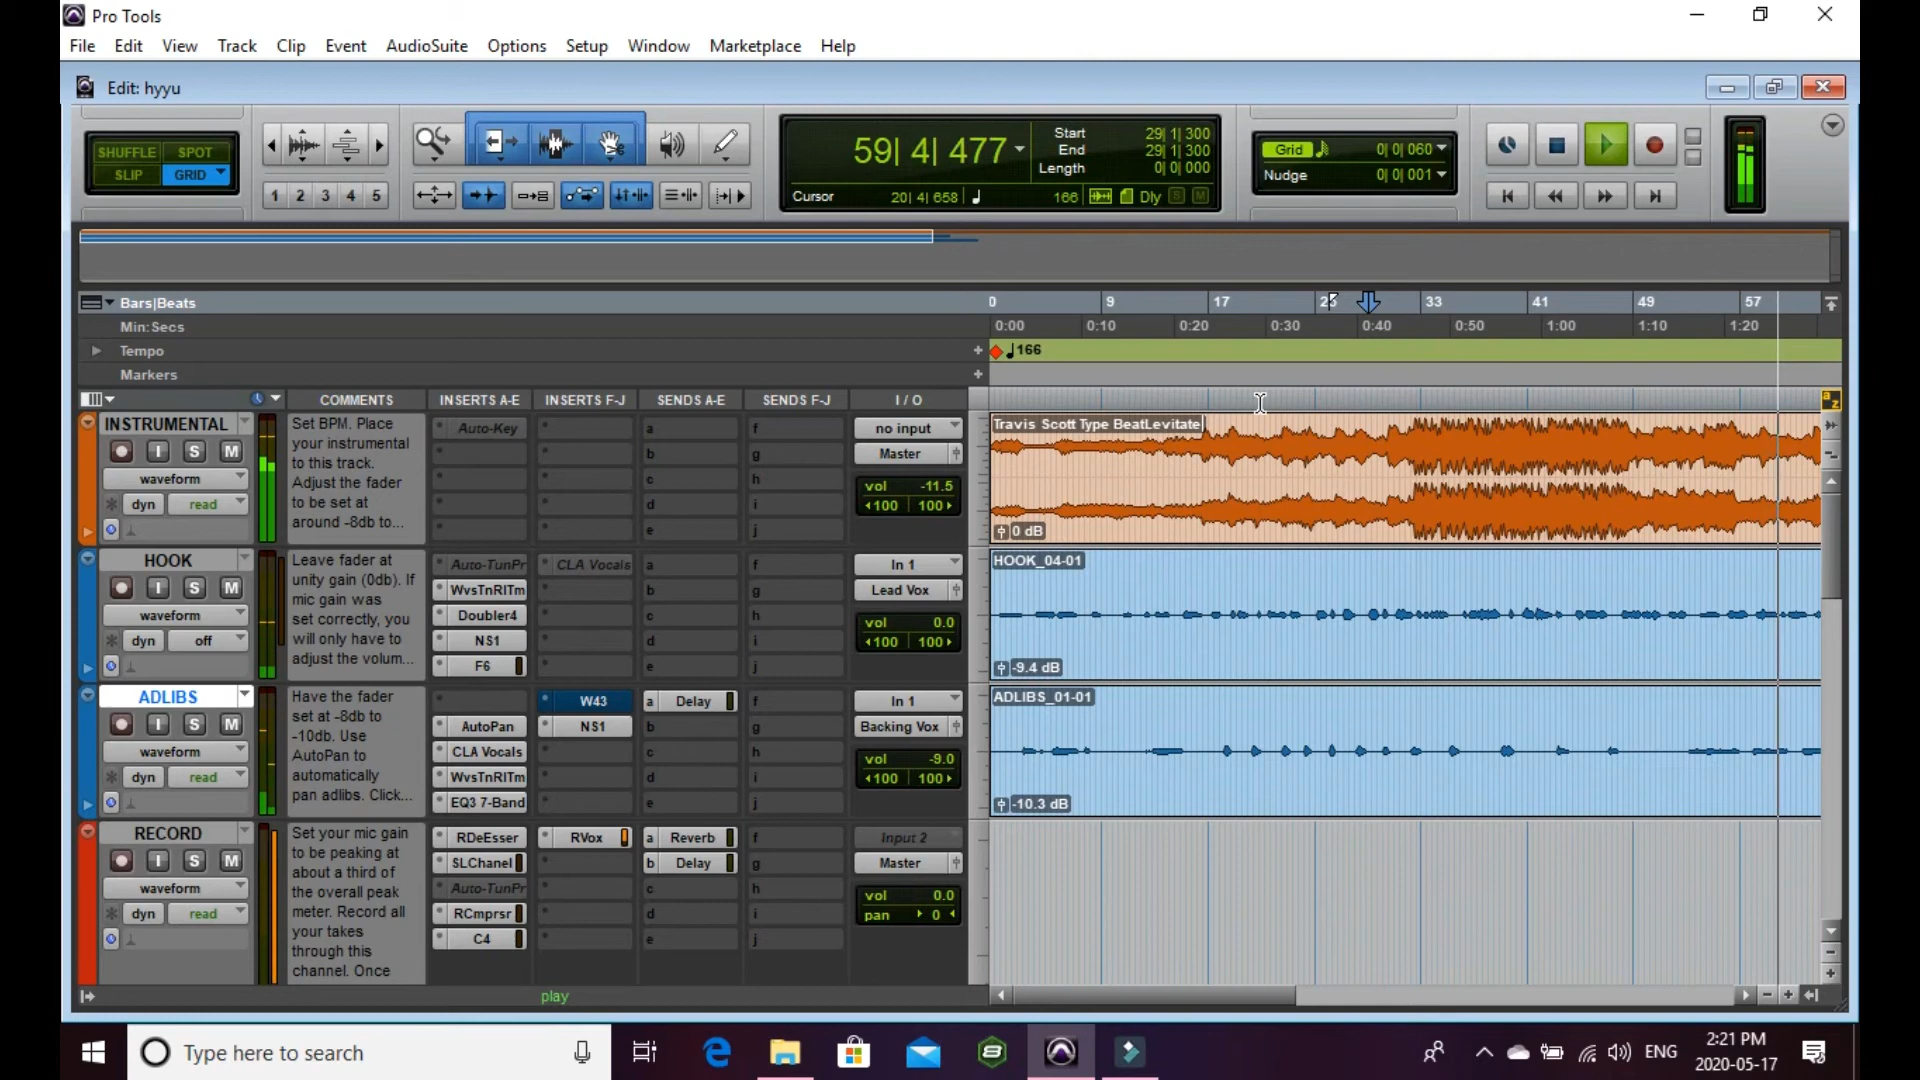 Pro Tools
File Edit View Track Clip Event AudioSuite Options Setup Window Marketplace Help
Edit: hyyu
SHUFFLE SPOT
SLIP GRID
1 2 3 4 5
59| 4| 477
Start 29| 1| 300
End 29| 1| 300
Length 0| 0| 000
Cursor 20| 4| 658 166 Dly S M
Grid 0| 0| 060
Nudge 0| 0| 001
Bars|Beats 0 9 17 33 41 49 57
Min:Secs 0:00 0:10 0:20 0:30 0:40 0:50 1:00 1:10 1:20
Tempo 166
Markers
COMMENTS INSERTS A-E INSERTS F-J SENDS A-E SENDS F-J I / O
INSTRUMENTAL
I S M
waveform
dyn read
Set BPM. Place
your instrumental
to this track.
Adjust the fader
to be set at
around -8db to...
Auto-Key
a b c d e
f g h i j
no input
Master
vol -11.5
100 100
Travis Scott Type BeatLevitate
0 dB
HOOK
I S M
waveform
dyn off
Leave fader at
unity gain (0db). If
mic gain was
set correctly, you
will only have to
adjust the volum...
Auto-TunPr
WvsTnRlTm
Doubler4
NS1
F6
CLA Vocals
a b c d e
f g h i j
In 1
Lead Vox
vol 0.0
100 100
HOOK_04-01
-9.4 dB
ADLIBS
I S M
waveform
dyn read
Have the fader
set at -8db to
-10db. Use
AutoPan to
automatically
pan adlibs. Click...
AutoPan
CLA Vocals
WvsTnRlTm
EQ3 7-Band
W43
NS1
a Delay
b c d e
f g h i j
In 1
Backing Vox
vol -9.0
100 100
ADLIBS_01-01
-10.3 dB
RECORD
I S M
waveform
dyn read
Set your mic gain
to be peaking at
about a third of
the overall peak
meter. Record all
your takes
through this
channel. Once
RDeEsser
SLChanel
Auto-TunPr
RCmprsr
C4
RVox
a Reverb
b Delay
c d e
f g h i j
Input 2
Master
vol 0.0
pan 0
play
Type here to search
ENG
2:21 PM
2020-05-17